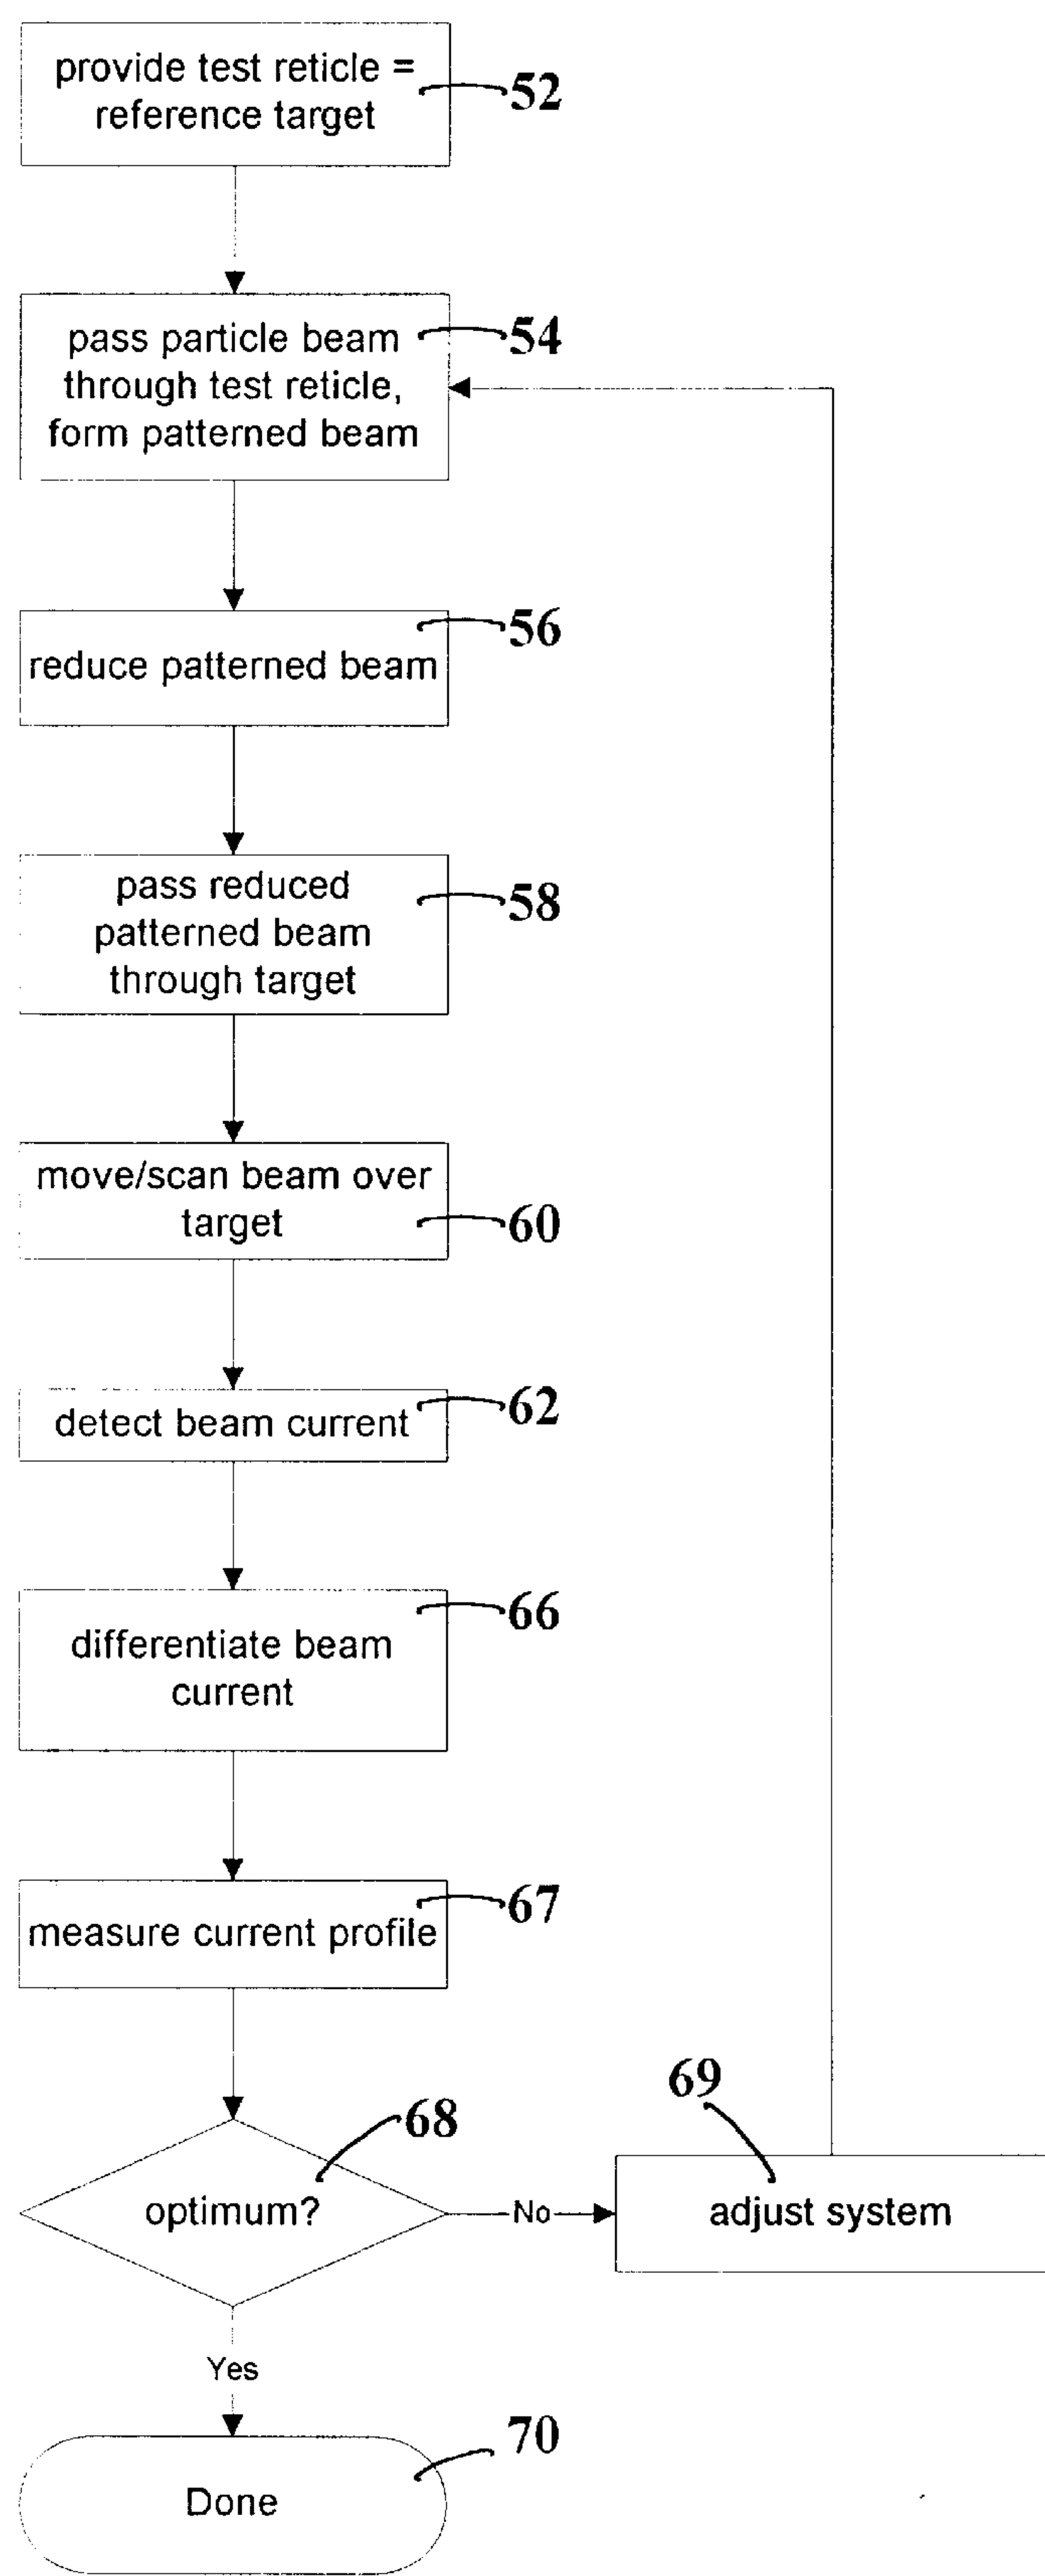 provide test reticle =
reference target
52
pass particle beam
through test reticle,
form patterned beam
54
reduce patterned beam
56
pass reduced
patterned beam
through target
58
move/scan beam over
target
60
detect beam current
62
differentiate beam
current
66
measure current profile
67
optimum?
68
No
adjust system
69
Yes
Done
70